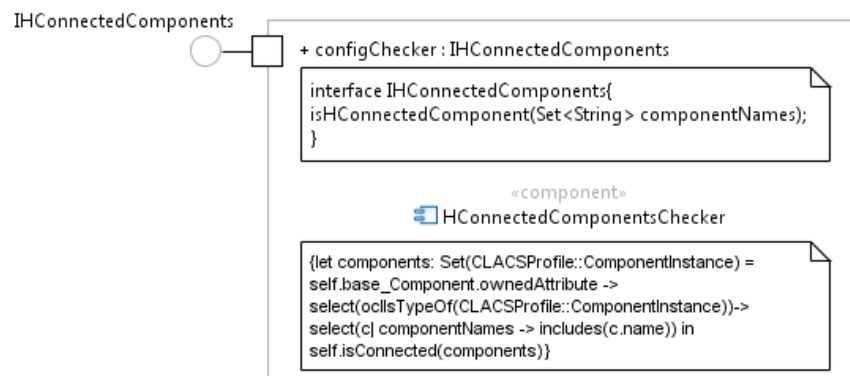 IHConnectedComponents
+ configChecker : IHConnectedComponents
interface IHConnectedComponents{
isHConnectedComponent(Set<String> componentNames);
}
«component»
HConnectedComponentsChecker
{let components: Set(CLACSProfile::ComponentInstance) =
self.base_Component.ownedAttribute ->
select(oclIsTypeOf(CLACSProfile::ComponentInstance))->
select(c| componentNames -> includes(c.name)) in
self.isConnected(components)}